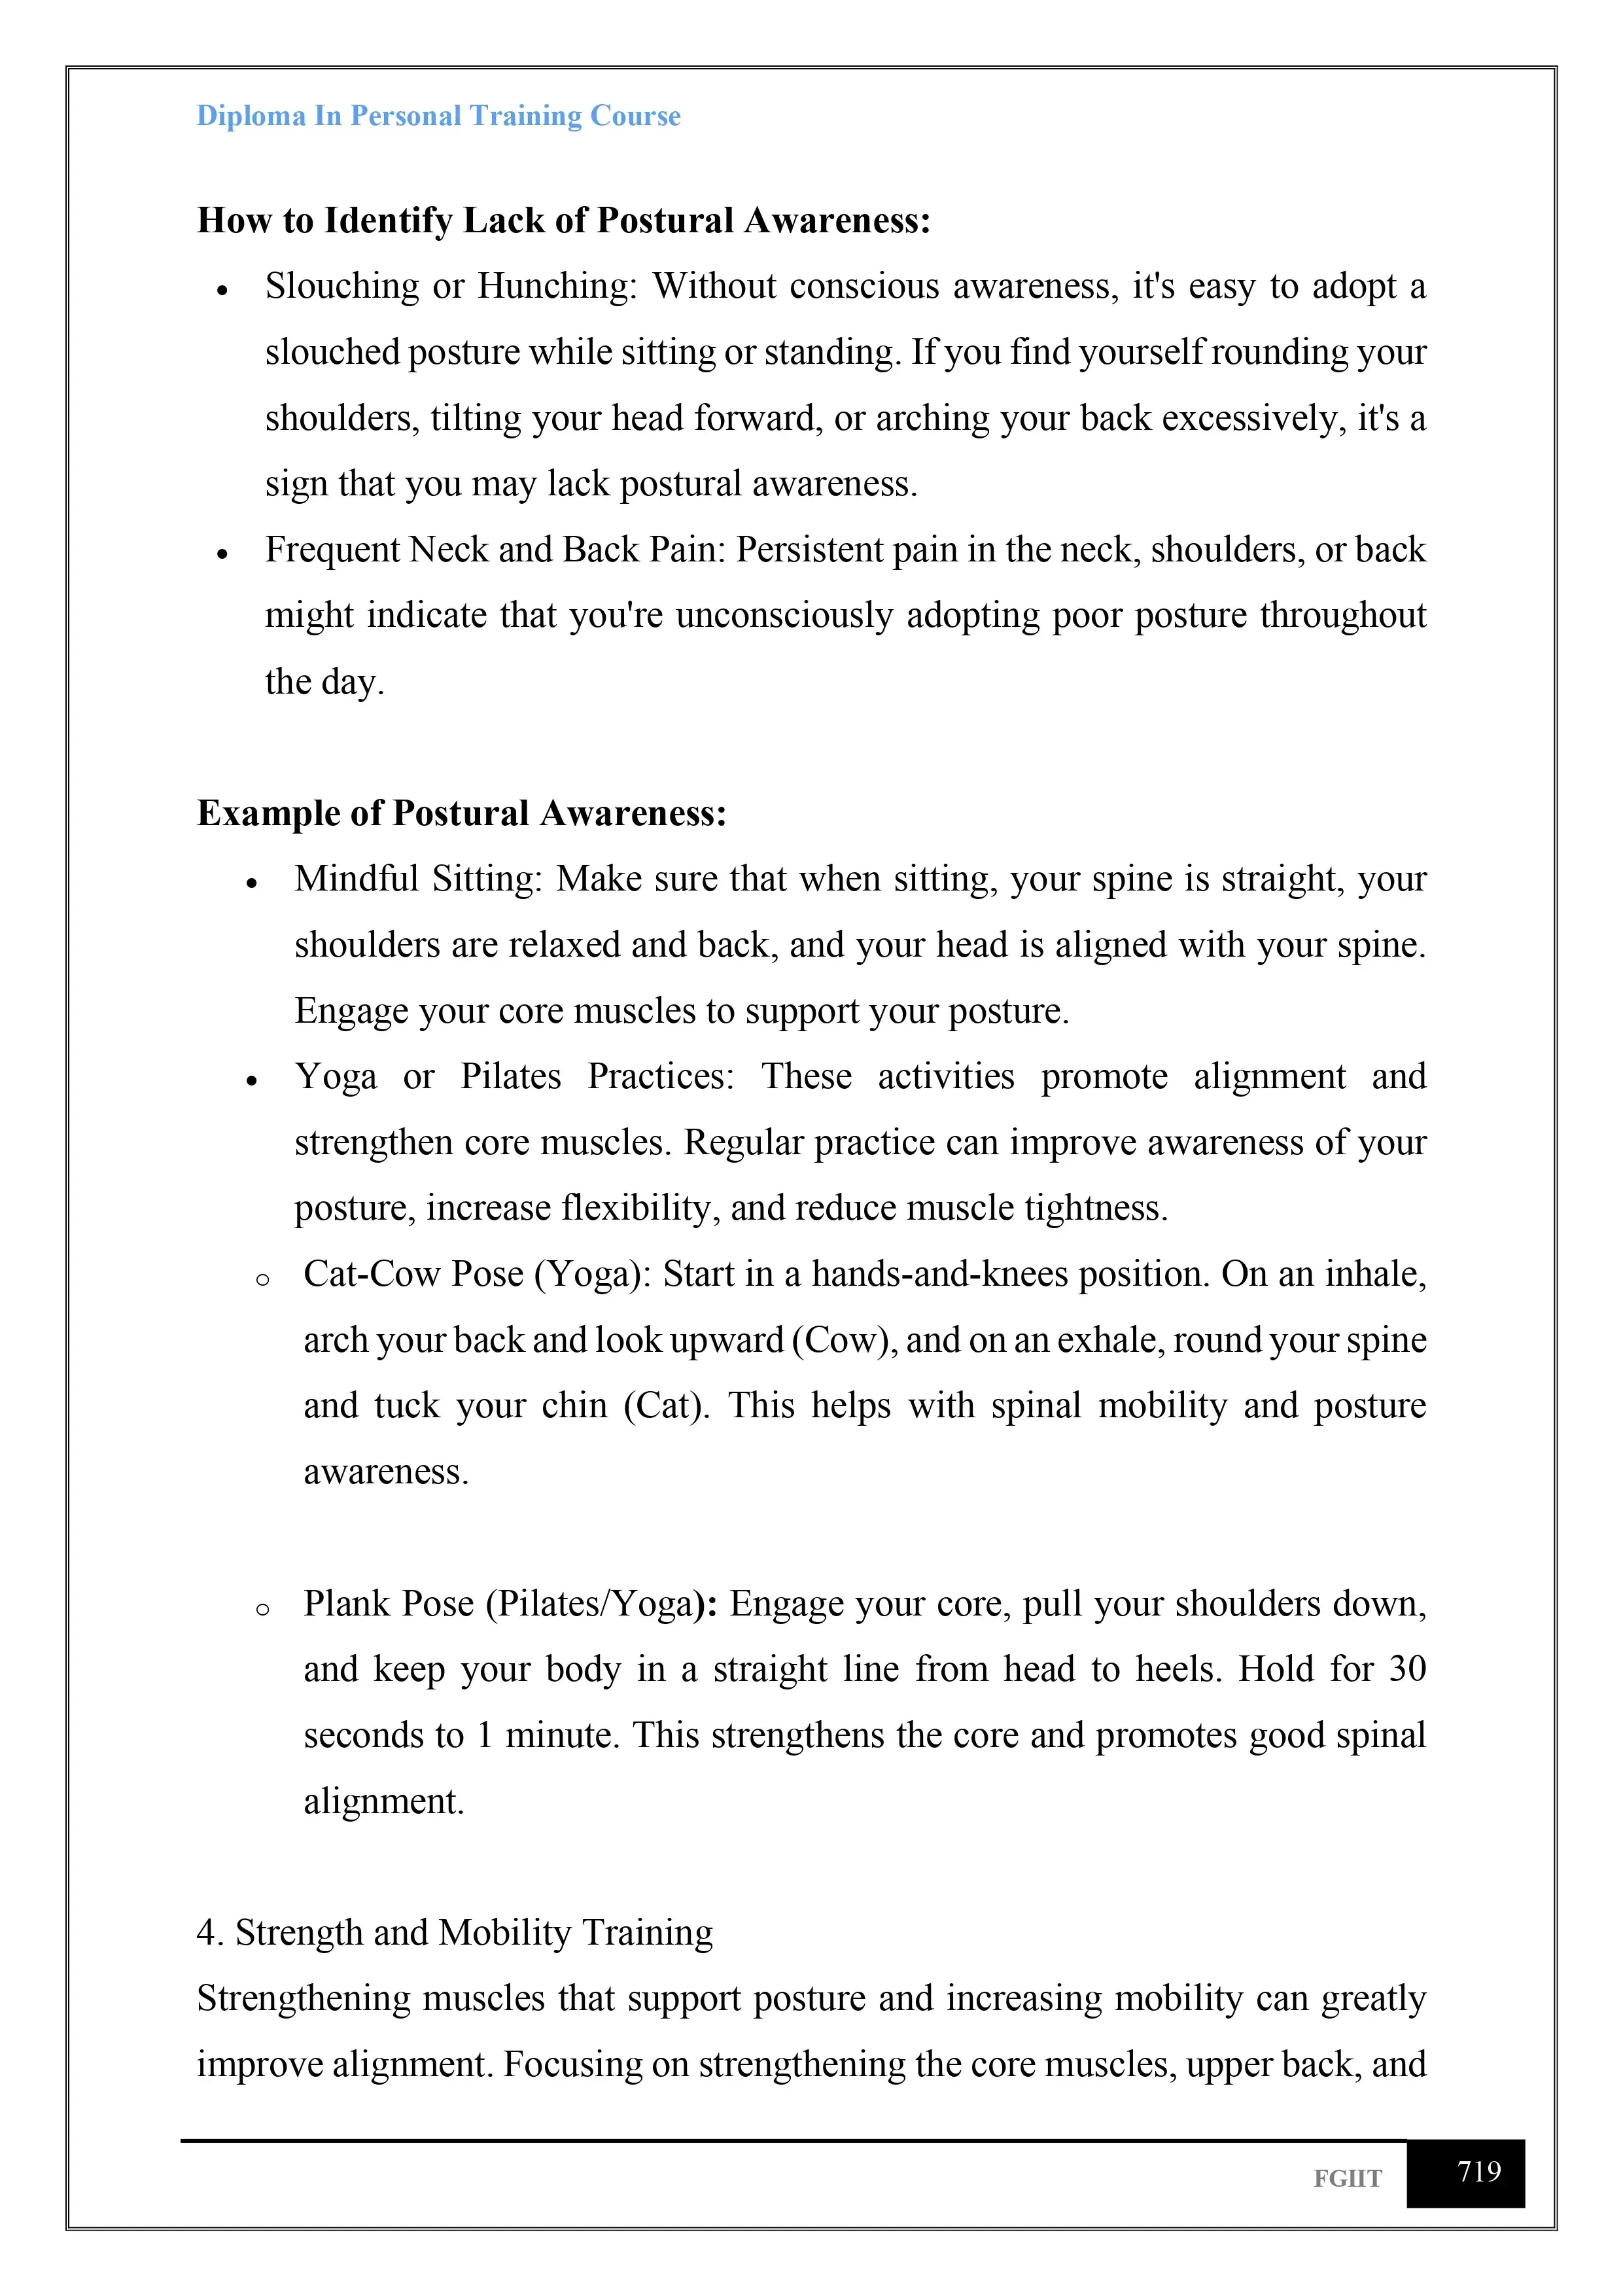 Diploma In Personal Training Course
How to Identify Lack of Postural Awareness:
• Slouching or Hunching: Without conscious awareness, it's easy to adopt a
slouched posture while sitting or standing. If you find yourself rounding your
shoulders, tilting your head forward, or arching your back excessively, it's a
sign that you may lack postural awareness.
• Frequent Neck and Back Pain: Persistent pain in the neck, shoulders, or back
might indicate that you're unconsciously adopting poor posture throughout
the day.
Example of Postural Awareness:
• Mindful Sitting: Make sure that when sitting, your spine is straight, your
shoulders are relaxed and back, and your head is aligned with your spine.
Engage your core muscles to support your posture.
• Yoga or Pilates Practices: These activities promote alignment and
strengthen core muscles. Regular practice can improve awareness of your
posture, increase flexibility, and reduce muscle tightness.
o Cat-Cow Pose (Yoga): Start in a hands-and-knees position. On an inhale,
arch your back and look upward (Cow), and on an exhale, round your spine
and tuck your chin (Cat). This helps with spinal mobility and posture
awareness.
o Plank Pose (Pilates/Yoga): Engage your core, pull your shoulders down,
and keep your body in a straight line from head to heels. Hold for 30
seconds to 1 minute. This strengthens the core and promotes good spinal
alignment.
4. Strength and Mobility Training
Strengthening muscles that support posture and increasing mobility can greatly
improve alignment. Focusing on strengthening the core muscles, upper back, and
FGIIT 719